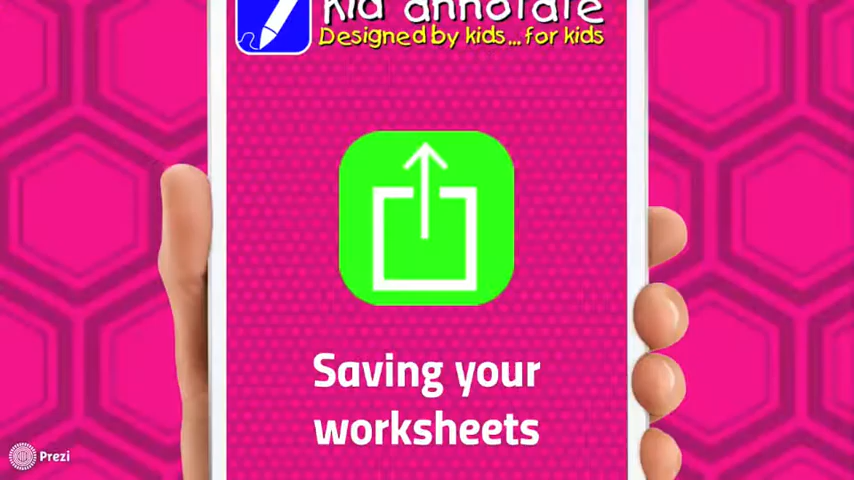 kid annotate
Designed by kids...for kids
Saving your
worksheets
Prezi